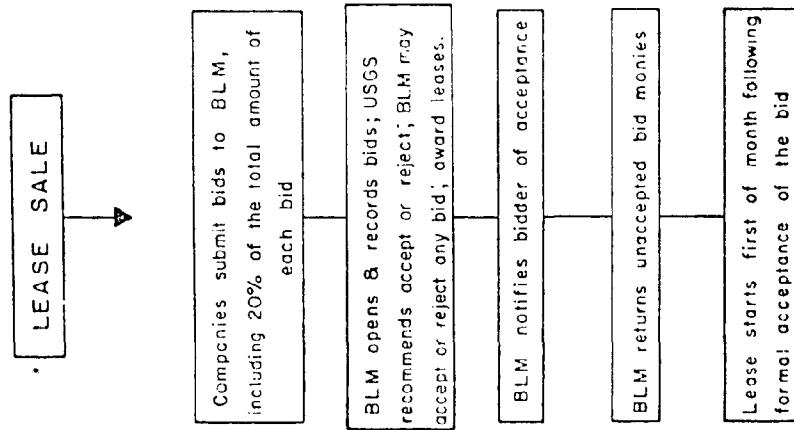 LEASE SALE
Companies submit bids to BLM,
including 20% of the total amount of
each bid
BLM opens & records bids; USGS
recommends accept or reject; BLM may
accept or reject any bid; award leases.
BLM notifies bidder of acceptance
BLM returns unaccepted bid monies
Lease starts first of month following
formal acceptance of the bid